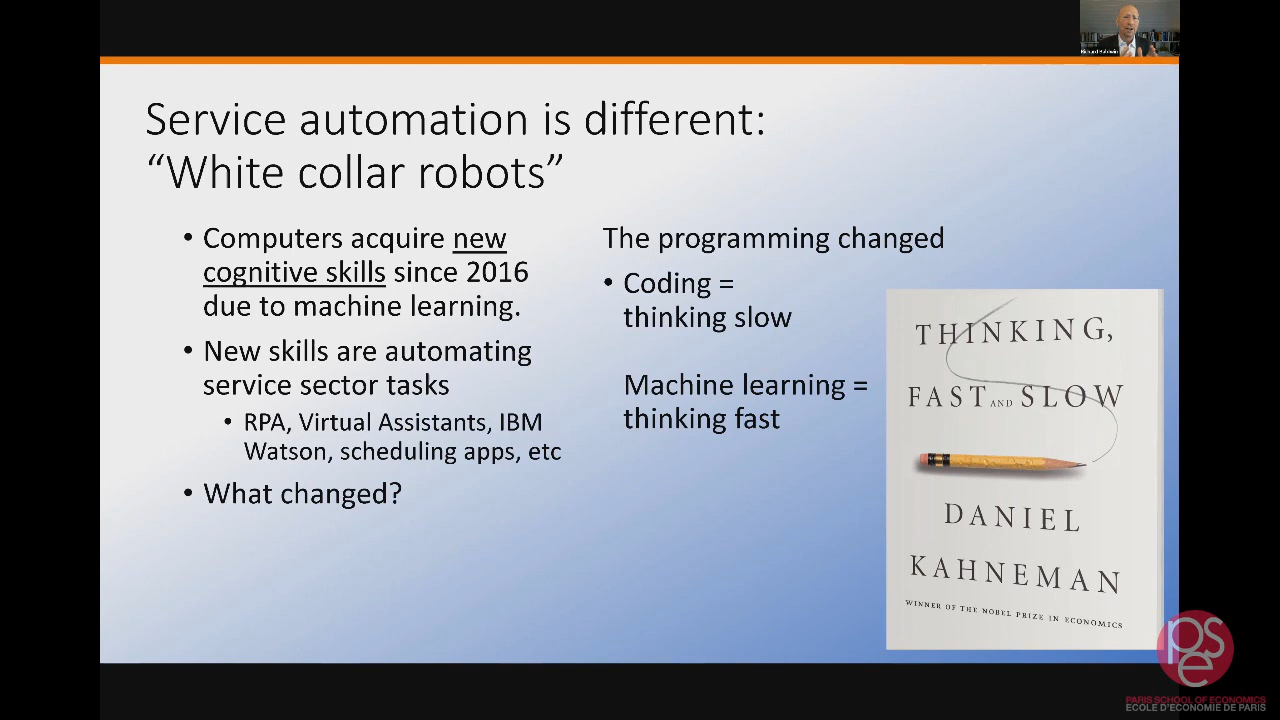 Richard Baldwin
Service automation is different:
“White collar robots”
• Computers acquire new
cognitive skills since 2016
due to machine learning.
• New skills are automating
service sector tasks
• RPA, Virtual Assistants, IBM
Watson, scheduling apps, etc
• What changed?
The programming changed
• Coding =
thinking slow
Machine learning =
thinking fast
THINKING,
FAST AND SLOW
DANIEL
KAHNEMAN
WINNER OF THE NOBEL PRIZE IN ECONOMICS
pse
PARIS SCHOOL OF ECONOMICS
ECOLE D'ECONOMIE DE PARIS